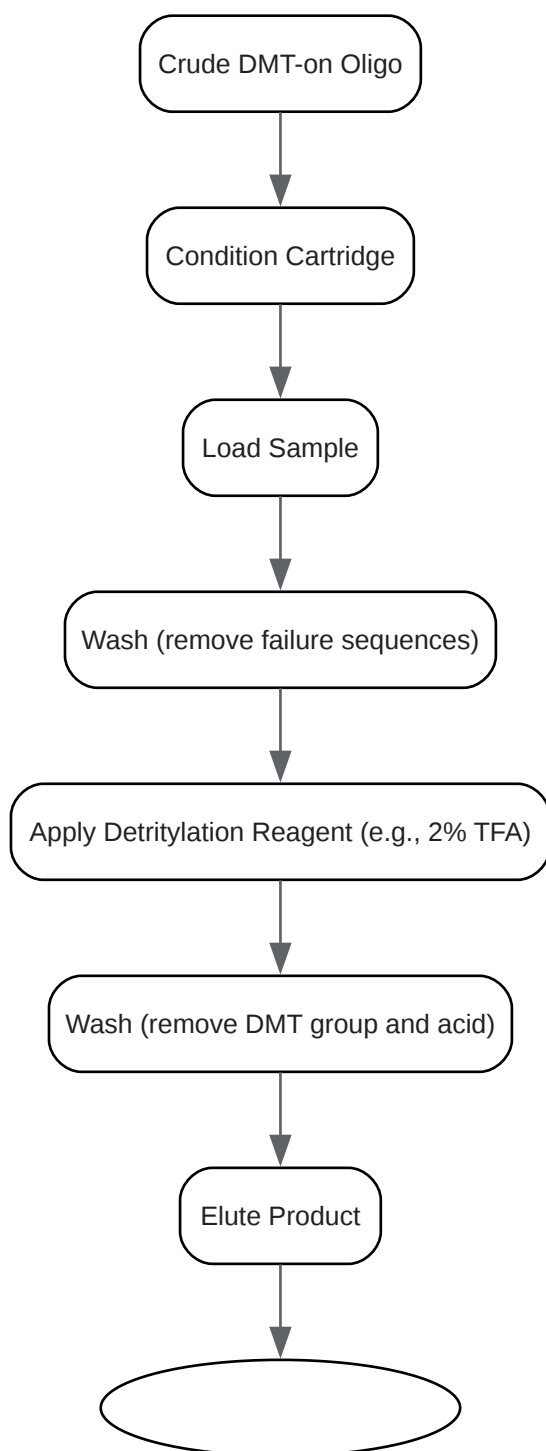 Crude DMT-on Oligo
Condition Cartridge
Load Sample
Wash (remove failure sequences)
Apply Detritylation Reagent (e.g., 2% TFA)
Wash (remove DMT group and acid)
Elute Product